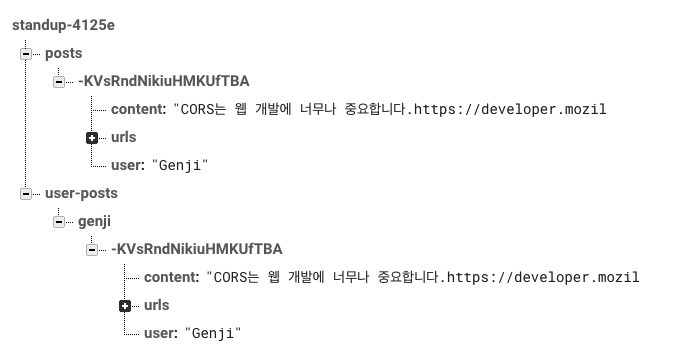 standup-4125e
posts
-KVsRndNikiuHMKUfTBA
content: "CORS는 웹 개발에 너무나 중요합니다.https://developer.mozil
urls
user: "Genji"
user-posts
genji
-KVsRndNikiuHMKUfTBA
content: "CORS는 웹 개발에 너무나 중요합니다.https://developer.mozil
urls
user: "Genji"